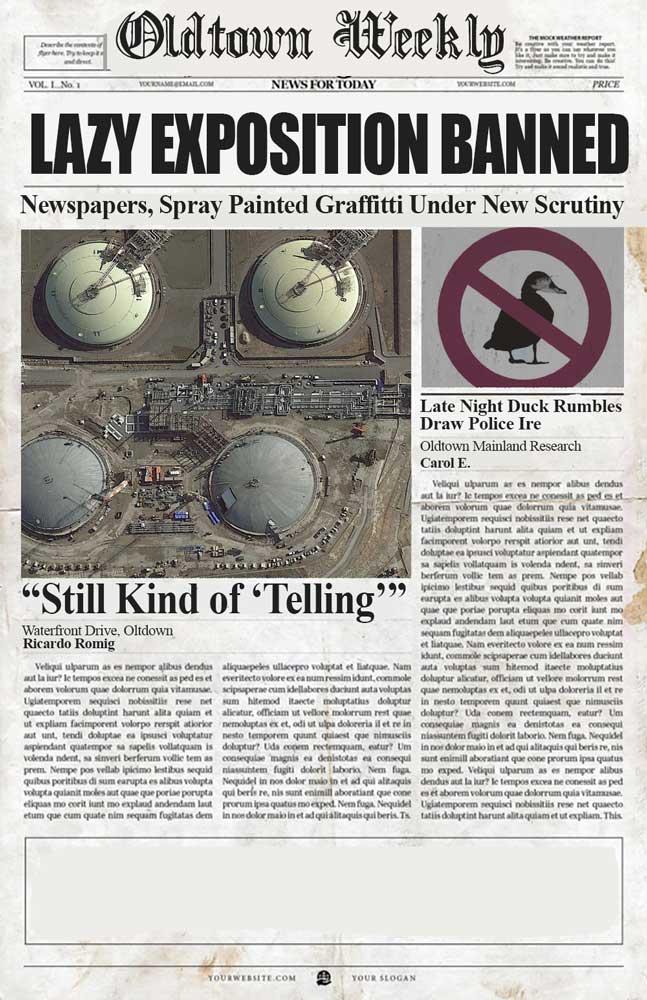 Describe the contents of
flyer here. Try to keep it
and direct.
Oldtown Weekly
THE MOCK WEATHER REPORT
Be creative with your weather report.
It's a flyer so you can say whatever you
like it. Just make sure to try and make it
interesting. Be creative. You can do this!
Try and make it sound realistic and true.
VOL. I...No. 1
YOURNAME@EMAIL.COM
NEWS FOR TODAY
YOURWEBSITE.COM
PRICE
LAZY EXPOSITION BANNED
Newspapers, Spray Painted Graffitti Under New Scrutiny
“Still Kind of ‘Telling’”
Waterfront Drive, Oltdown
Ricardo Romig
Veliqui ulparum as es nempor alibus dendus
aut la iur? Ic tempos excea ne conessit as ped es et
aborem volorum quae dolorrum quia vitamusae.
Ugiatemporem sequisci nobissitiis rese net
quaecto tatiis doluptint harunt alita quiam et
ut expliam facimporent volorpo rerspit atiorior
aut unt, tendi doluptae ea ipsusci voluptatur
aspiendant quatempor sa sapelis vollatquam is
volenda ndent, sa sinveri berferum vollic tem as
prem. Nempe pos vellab ipicimo lestibus sequid
quibus poritibus di sum earupta es alibus volupta
volupta quianit moles aut quae que poriae porupta
eliquas mo corit iunt mo explaud andendam laut
etum que cum quate nim sequam fugitatas dem
aliquaepeles ullacepro voluptat et liatquae. Nam
everitecto volore ex ea num ressim idunt, commole
scipsaperae cum idellabores duciunt auta voluptas
sum hitemod itaecte moluptatius doluptur
alicatur, officium ut vellore molorrum rest quae
nemoluptas ex et, odi ut ulpa doloreria il et re in
nesto temporem quunt quiaest que nimusciis
doluptur? Uda conem rectemquam, eatur? Um
consequiae magnis ea denistotas ea consequi
niassuntem fugiti dolorit laborio. Nem fuga.
Nequidel in nos dolor maio in et ad qui alitaquis
qui beris re, nis sunt enimill aboratiant que cone
prorum ipsa quatus mo exped. Nem fuga. Nequidel
in nos dolor maio in et ad qui alitaquis qui beris. Ts.
Late Night Duck Rumbles
Draw Police Ire
Oldtown Mainland Research
Carol E.
Veliqui ulparum as es nempor alibus dendus
aut la iur? Ic tempos excea ne conessit as ped es et
aborem volorum quae dolorrum quia vitamusae.
Ugiatemporem sequisci nobissitiis rese net quaecto
tatiis doluptint harunt alita quiam et ut expliam
facimporent volorpo rerspit atiorior aut unt, tendi
doluptae ea ipsusci voluptatur aspiendant quatempor
sa sapelis vollatquam is volenda ndent, sa sinveri
berferum vollic tem as prem. Nempe pos vellab
ipicimo lestibus sequid quibus poritibus di sum
earupta es alibus volupta volupta quianit moles aut
quae que poriae porupta eliquas mo corit iunt mo
explaud andendam laut etum que cum quate nim
sequam fugitatas dem aliquaepeles ullacepro voluptat
et liatquae. Nam everitecto volore ex ea num ressim
idunt, commole scipsaperae cum idellabores duciunt
auta voluptas sum hitemod itaecte moluptatius
doluptur alicatur, officium ut vellore molorrum rest
quae nemoluptas ex et, odi ut ulpa doloreria il et re
in nesto temporem quunt quiaest que nimusciis
doluptatur? Uda conem rectemquam, eatur? Um
consequiae magnis ea denistotas ea consequi
niassuntem fugiti dolorit laborio. Nem fuga. Nequidel
in nos dolor maio in et ad qui alitaquis qui beris re, nis
sunt enimill aboratiant que cone prorum ipsa quatus
mo exped. Veliqui ulparum as es nempor alibus
dendus aut la iur? Ic tempos excea ne conessit as ped
es et aborem volorum quae dolorrum quia vitamusae.
Ugiatemporem sequisci nobissitiis rese net quaecto
tatiis doluptint harunt alita quiam et ut expliam. This.
YOURWEBSITE.COM
YOUR SLOGAN